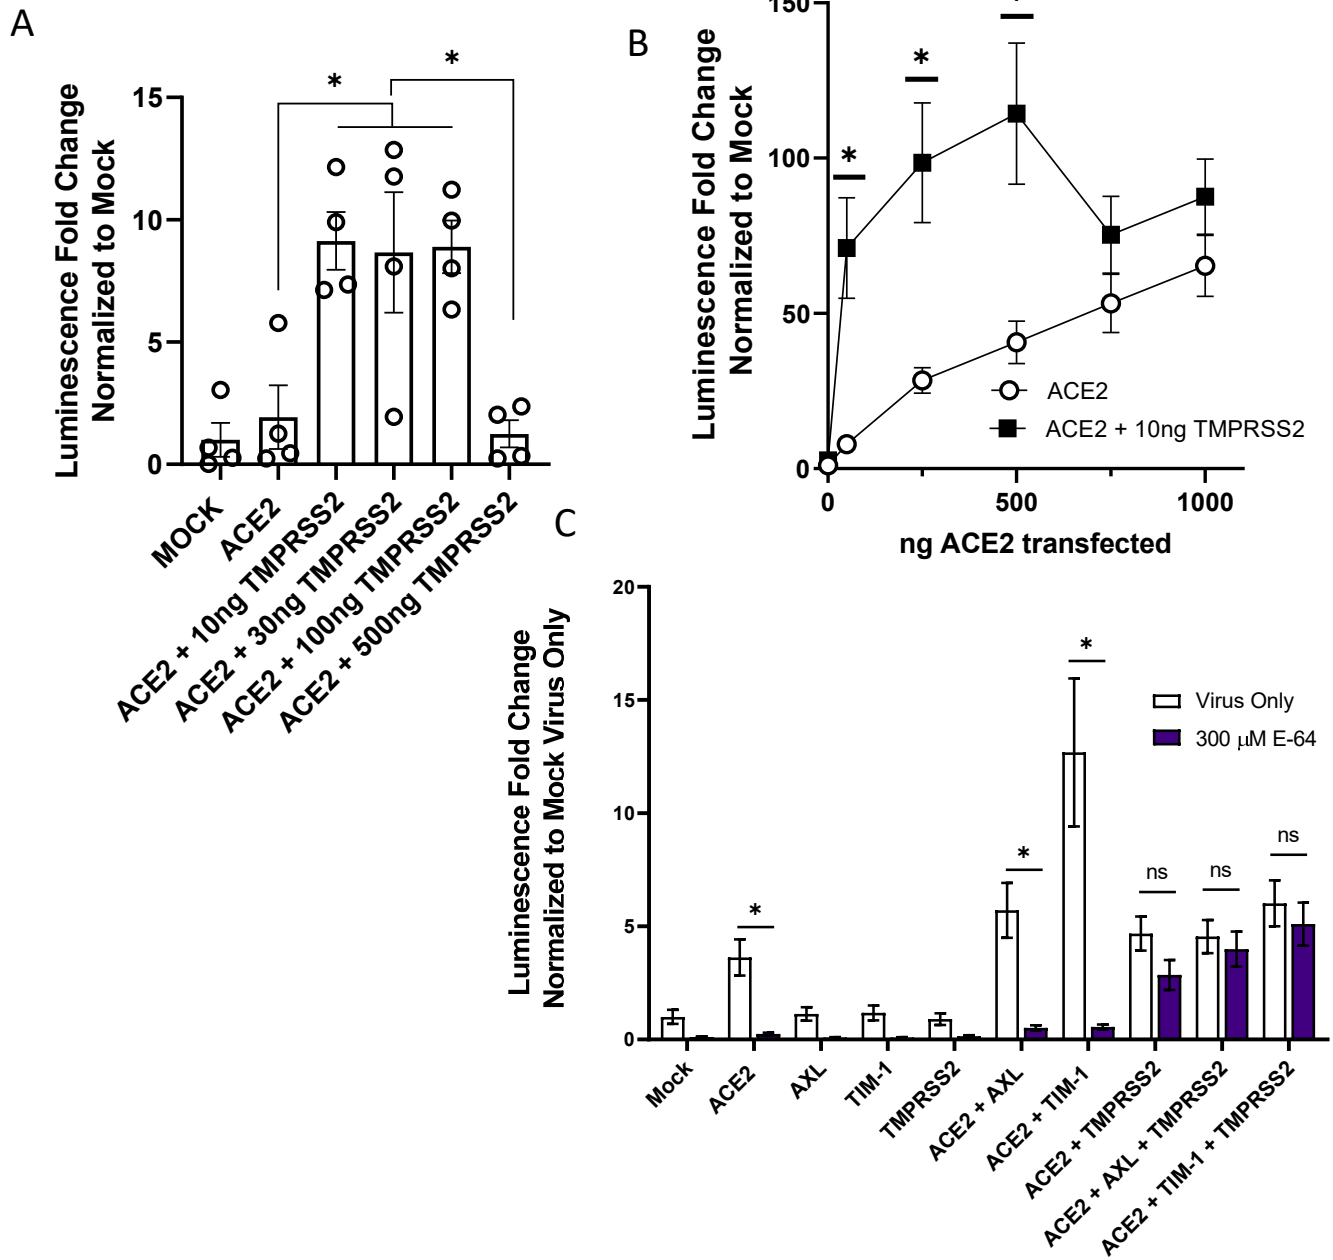 A
Luminescence Fold Change
Normalized to Mock
15
10
5
0
*
*
MOCK
ACE2
ACE2 + 10ng TMPRSS2
ACE2 + 30ng TMPRSS2
ACE2 + 100ng TMPRSS2
ACE2 + 500ng TMPRSS2
B
Luminescence Fold Change
Normalized to Mock
150
100
50
0
*
*
ACE2
ACE2 + 10ng TMPRSS2
0
500
1000
ng ACE2 transfected
C
Luminescence Fold Change
Normalized to Mock Virus Only
20
15
10
5
0
*
*
*
ns
ns
ns
Virus Only
300 μM E-64
Mock
ACE2
AXL
TIM-1
TMPRSS2
ACE2 + AXL
ACE2 + TIM-1
ACE2 + TMPRSS2
ACE2 + AXL + TMPRSS2
ACE2 + TIM-1 + TMPRSS2